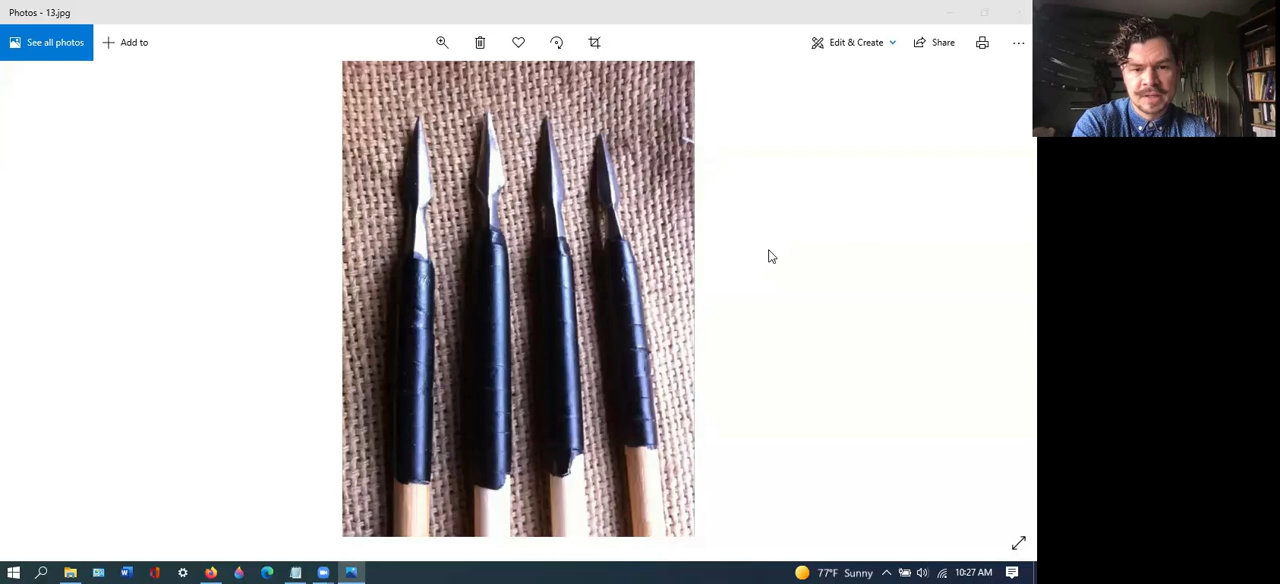 Photos - 13.jpg
See all photos
Add to
Edit & Create
Share
77°F Sunny
10:27 AM